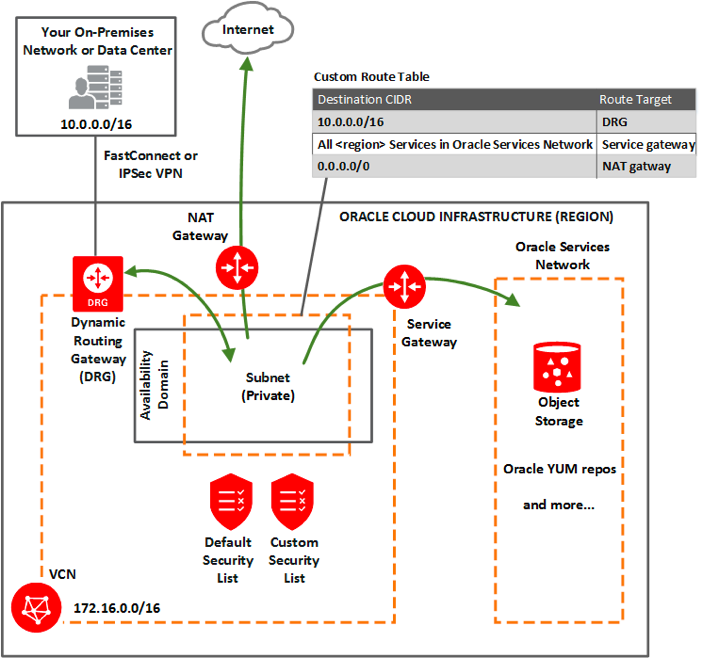 Your On-Premises
Network or Data Center
10.0.0.0/16
Internet
Custom Route Table
Destination CIDR Route Target
10.0.0.0/16 DRG
All <region> Services in Oracle Services Network Service gateway
0.0.0.0/0 NAT gatway
FastConnect or
IPSec VPN
ORACLE CLOUD INFRASTRUCTURE (REGION)
NAT
Gateway
DRG
Dynamic
Routing
Gateway
(DRG)
Service
Gateway
Oracle Services
Network
Availability
Domain
Subnet
(Private)
Object
Storage
Oracle YUM repos
and more...
Default
Security
List
Custom
Security
List
VCN
172.16.0.0/16